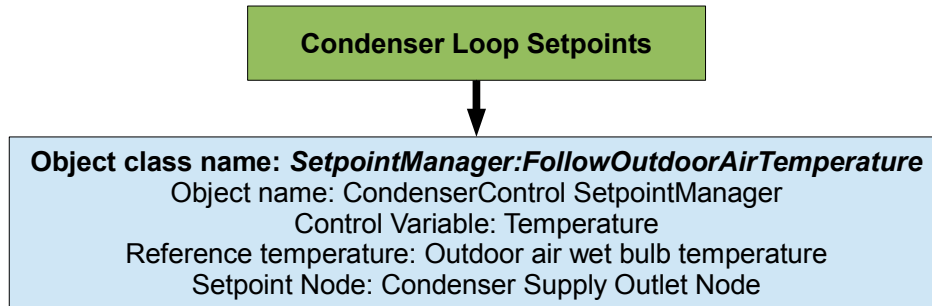 Condenser Loop Setpoints
Object class name: SetpointManager:FollowOutdoorAirTemperature
Object name: CondenserControl SetpointManager
Control Variable: Temperature
Reference temperature: Outdoor air wet bulb temperature
Setpoint Node: Condenser Supply Outlet Node